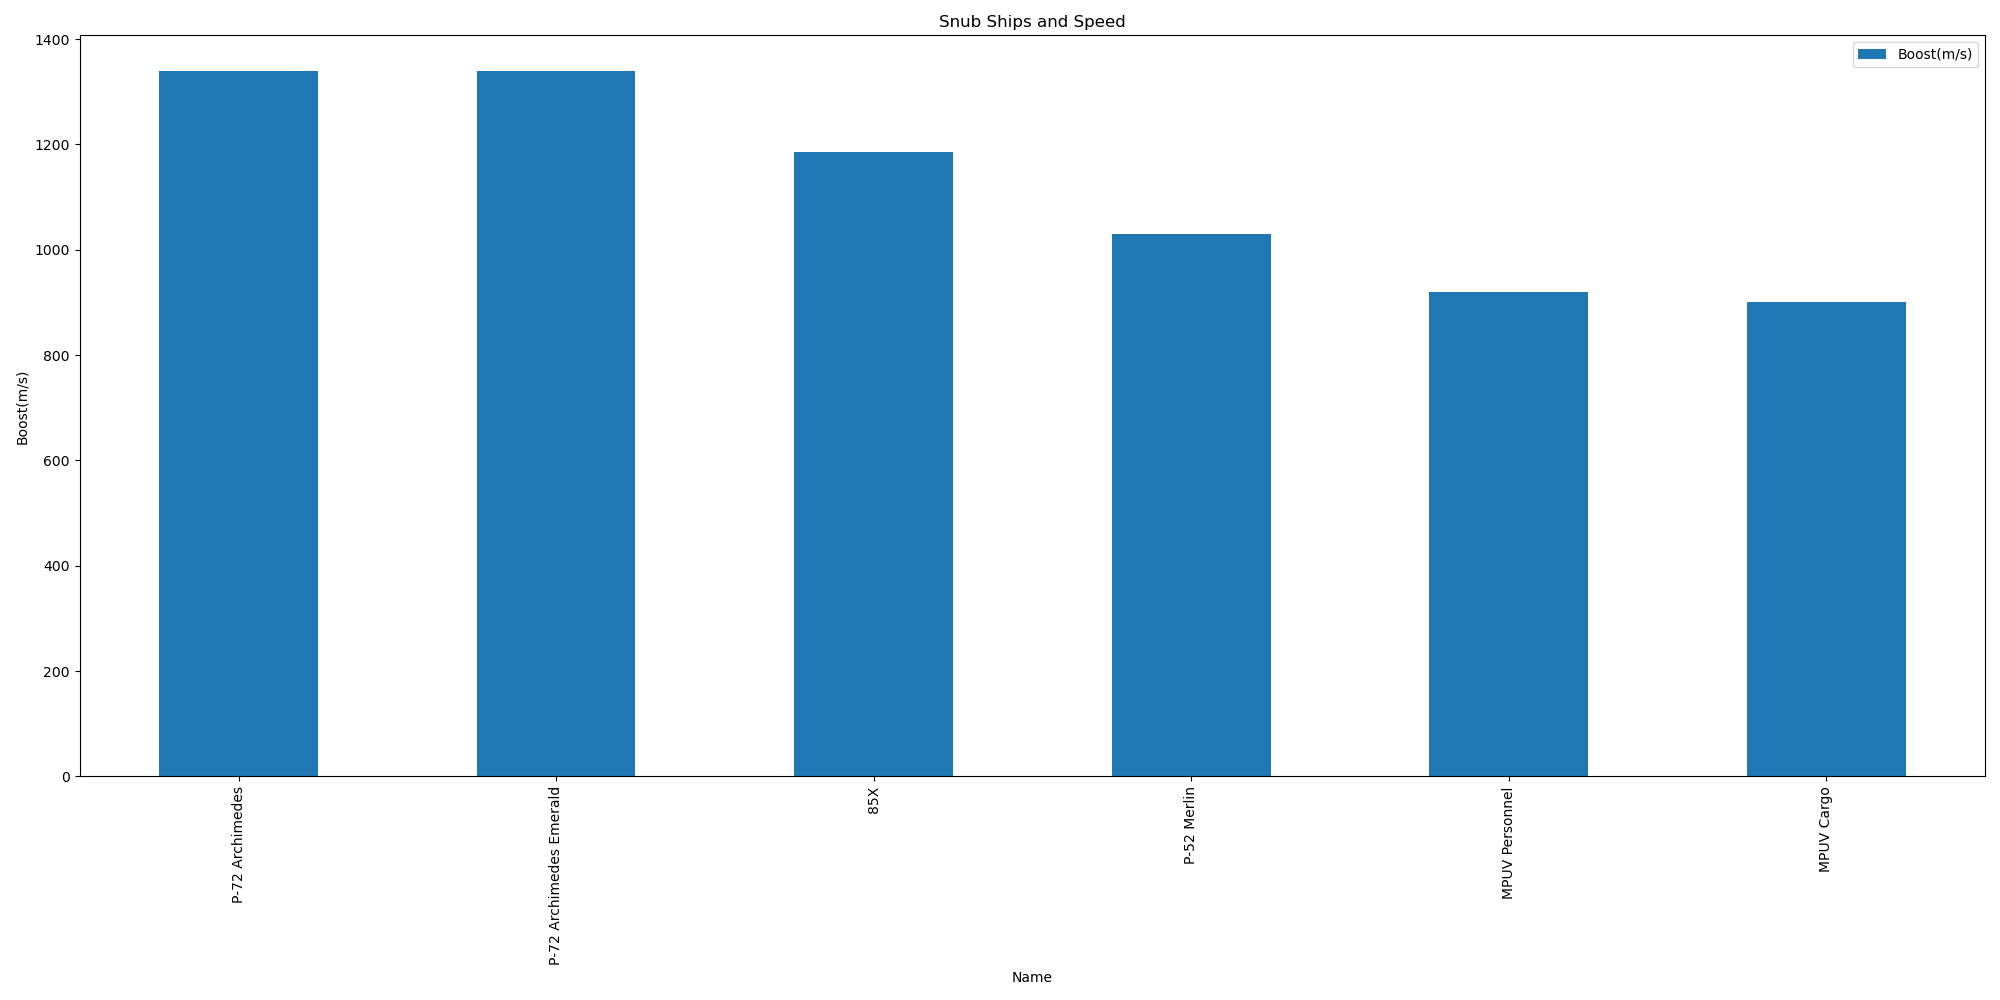 Snub Ships and Speed
Boost(m/s)
1400
1200
1000
800
600
400
200
0
Boost(m/s)
P-72 Archimedes
P-72 Archimedes Emerald
85X
P-52 Merlin
MPUV Personnel
MPUV Cargo
Name